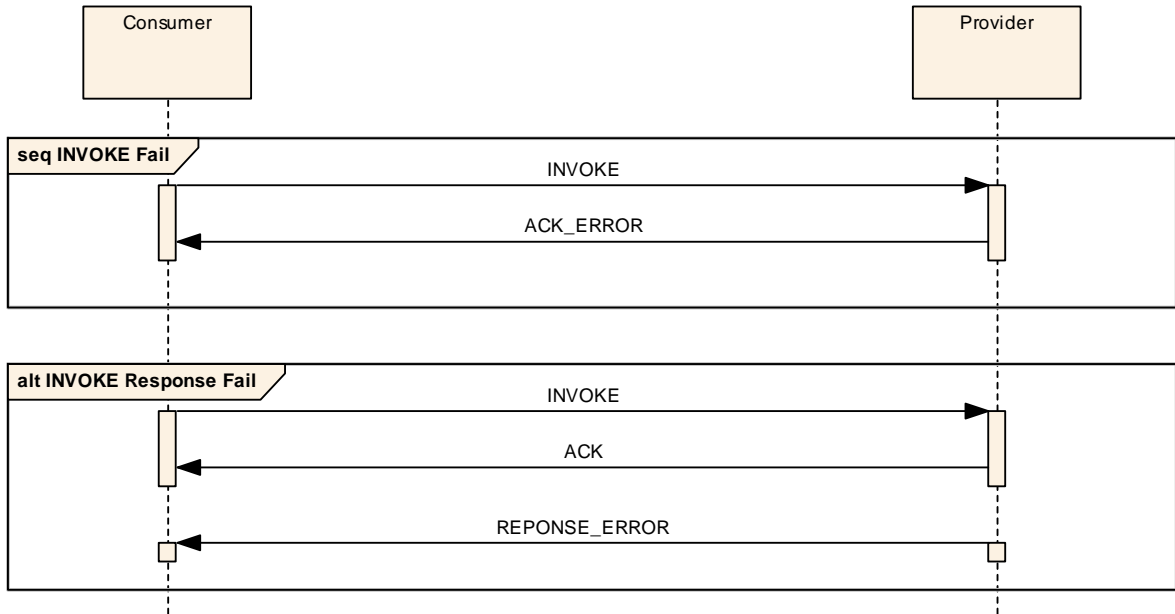 Consumer
Provider
seq INVOKE Fail
INVOKE
ACK_ERROR
alt INVOKE Response Fail
INVOKE
ACK
REPONSE_ERROR